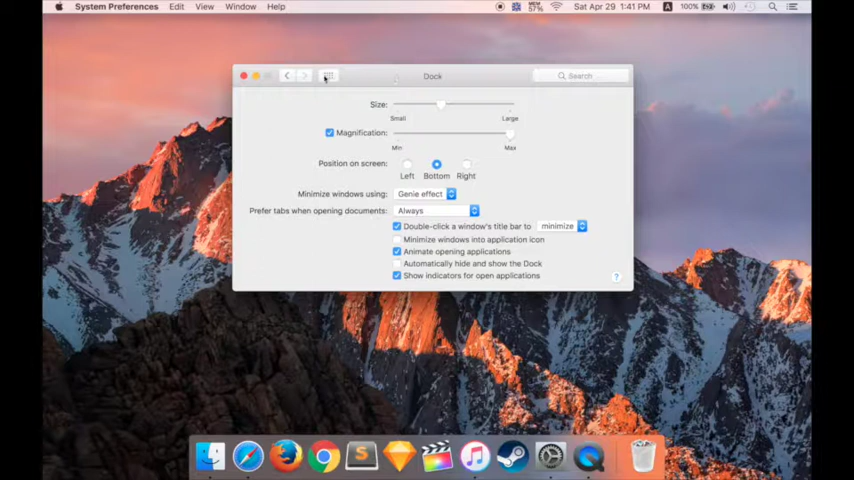 System Preferences Edit View Window Help MEM 57% A Sat Apr 29 1:41 PM 100%
Dock
Search
Size:
Small Large
Magnification:
Min Max
Position on screen:
Left Bottom Right
Minimize windows using: Genie effect
Prefer tabs when opening documents: Always
Double-click a window's title bar to minimize
Minimize windows into application icon
Animate opening applications
Automatically hide and show the Dock
Show indicators for open applications
?
S